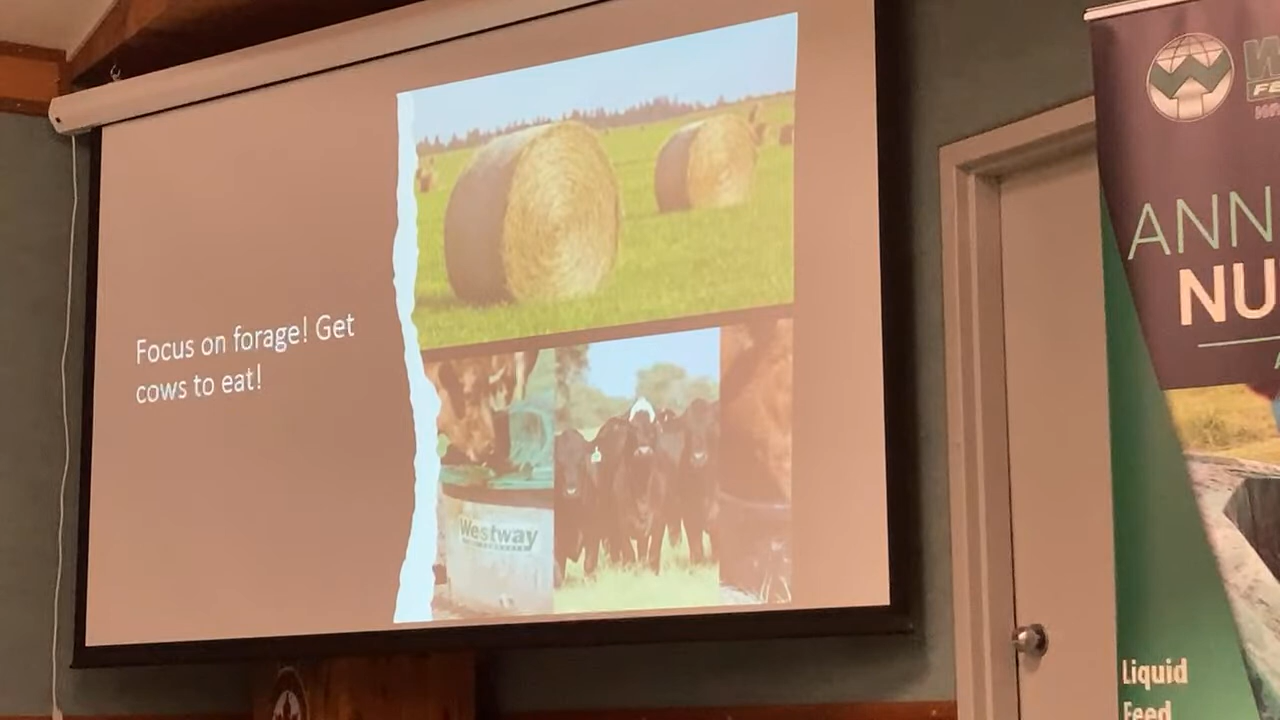 Focus on forage! Get
cows to eat!
Westway
ANN
NU
Liquid
Feed